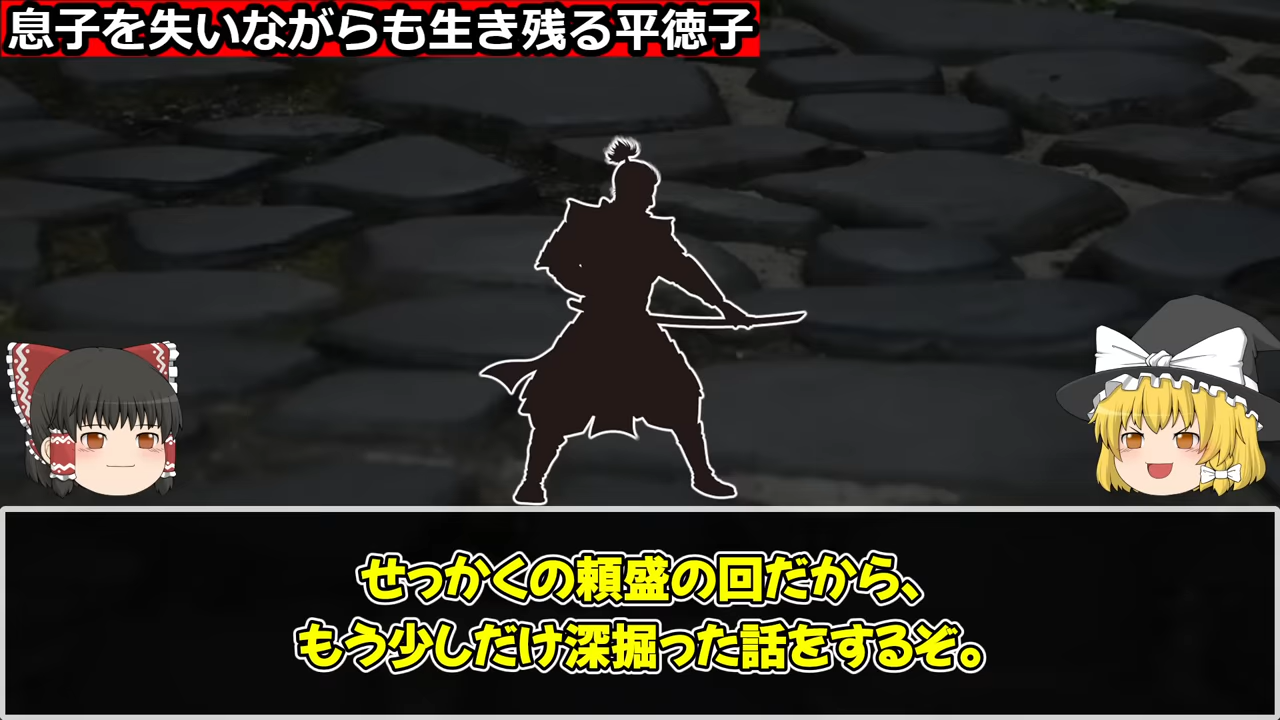 息子を失いながらも生き残る平徳子
せっかくの頼盛の回だから、
もう少しだけ深掘った話をするぞ。